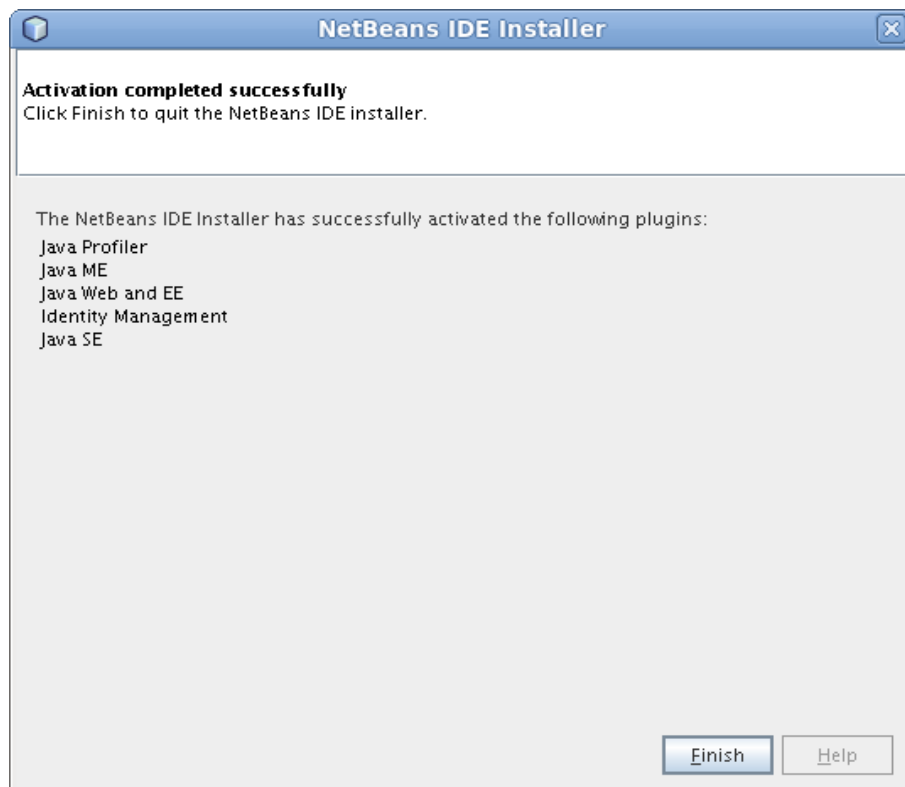 NetBeans IDE Installer
Activation completed successfully
Click Finish to quit the NetBeans IDE installer.
The NetBeans IDE Installer has successfully activated the following plugins:
Java Profiler
Java ME
Java Web and EE
Identity Management
Java SE
Finish
Help